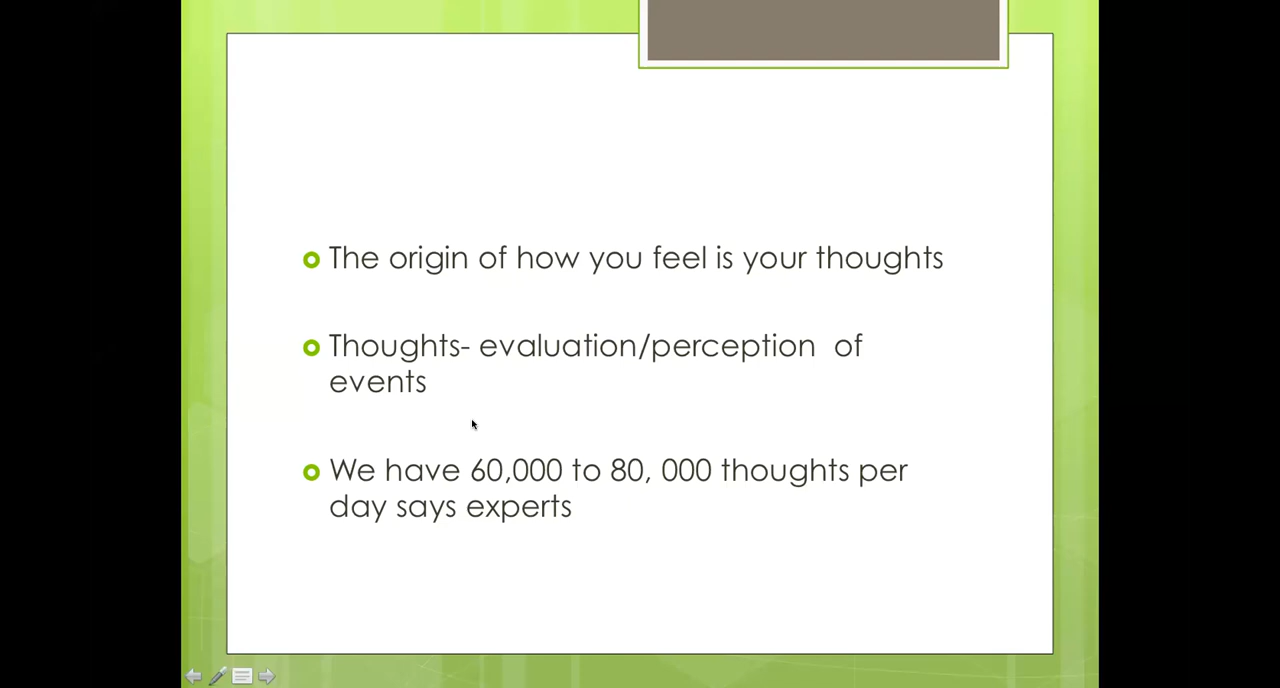 The origin of how you feel is your thoughts
Thoughts- evaluation/perception  of
events
We have 60,000 to 80, 000 thoughts per
day says experts